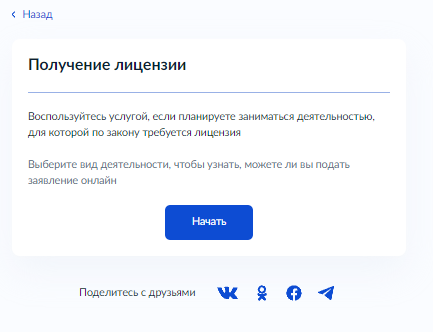 Назад
Получение лицензии
Воспользуйтесь услугой, если планируете заниматься деятельностью,
для которой по закону требуется лицензия
Выберите вид деятельности, чтобы узнать, можете ли вы подать
заявление онлайн
Начать
Поделитесь с друзьями